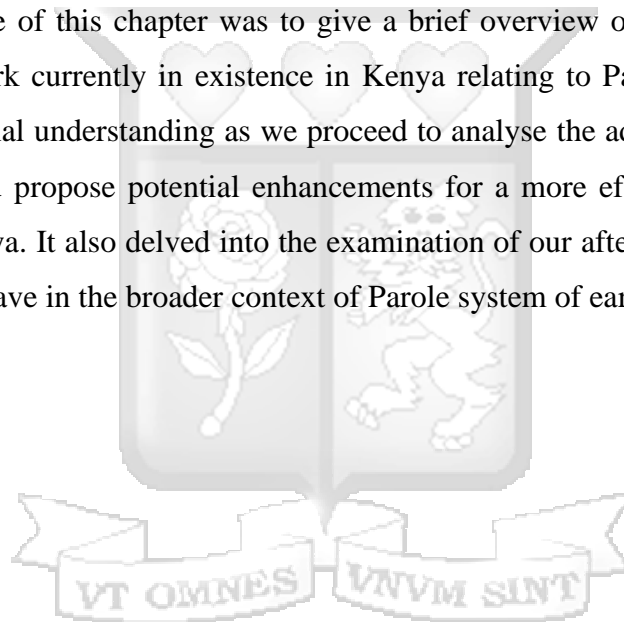 e of this chapter was to give a brief overview o
rk currently in existence in Kenya relating to Pa
nal understanding as we proceed to analyse the ad
l propose potential enhancements for a more ef
ya. It also delved into the examination of our afte
ave in the broader context of Parole system of ear
VT OMNES VNVM SINT